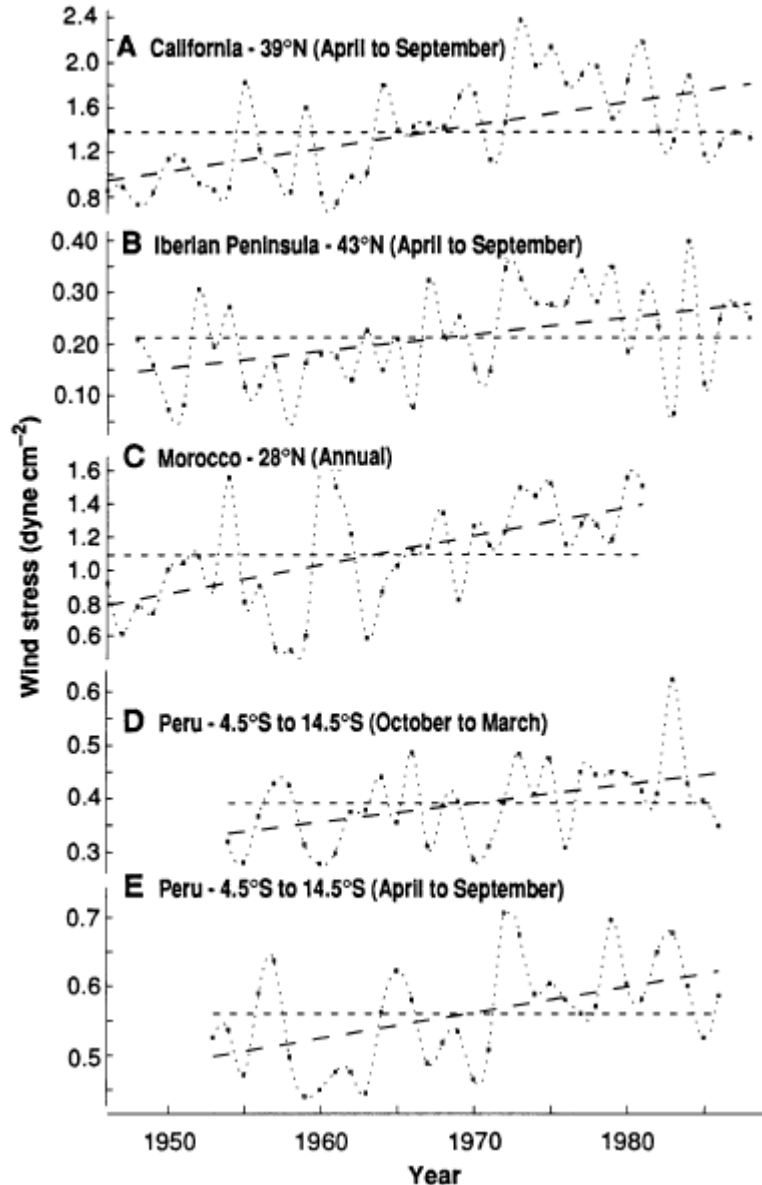 2.4
A California - 39°N (April to September)
2.0
1.6
1.2
0.8
0.40
B Iberian Peninsula - 43°N (April to September)
0.30
0.20
0.10
C Morocco - 28°N (Annual)
1.6
1.4
1.2
1.0
0.8
0.6
Wind stress (dyne cm⁻²)
0.6
D Peru - 4.5°S to 14.5°S (October to March)
0.5
0.4
0.3
E Peru - 4.5°S to 14.5°S (April to September)
0.7
0.6
0.5
1950 1960 1970 1980
Year